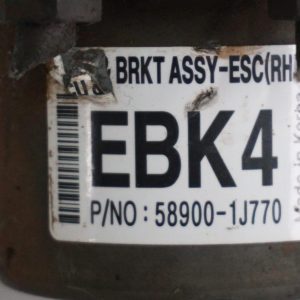 & BRKT ASSY-ESC(RH
EBK4
P/NO : 58900-1J770